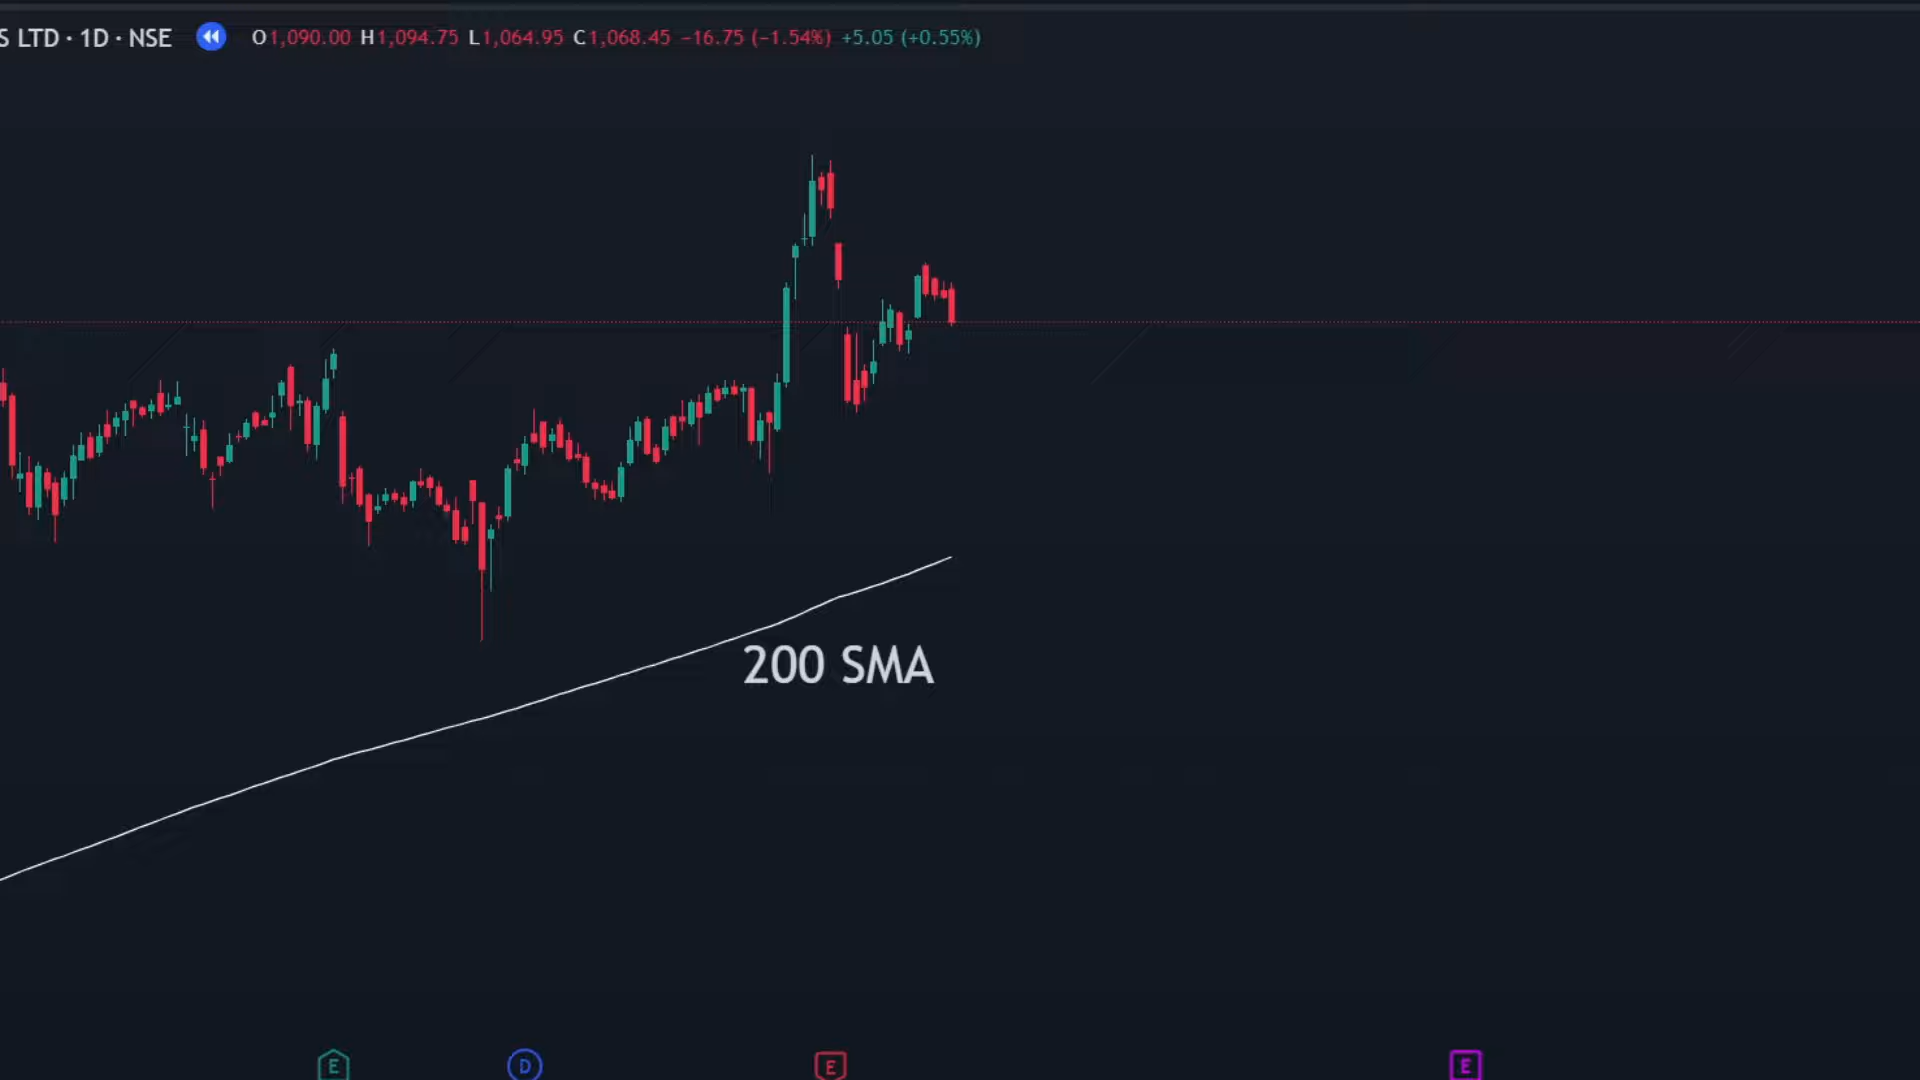 S LTD · 1D · NSE O1,090.00 H1,094.75 L1,064.95 C1,068.45 −16.75 (−1.54%) +5.05 (+0.55%)
200 SMA
E D E E